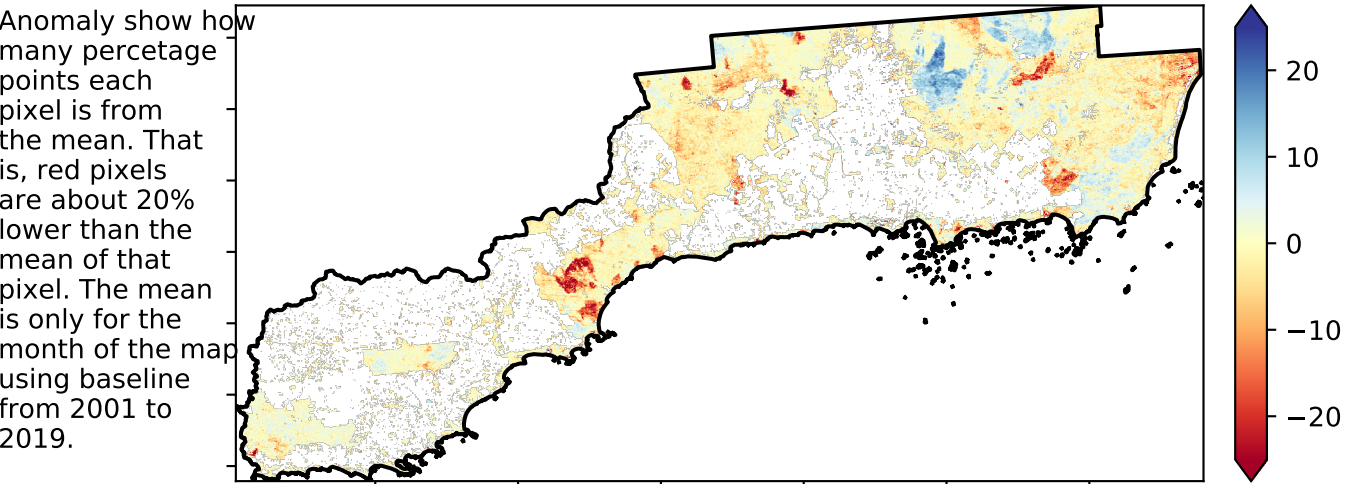 Anomaly show how
many percetage
points each
pixel is from
the mean. That
is, red pixels
are about 20%
lower than the
mean of that
pixel. The mean
is only for the
month of the map
using baseline
from 2001 to
2019.
20
10
0
−10
−20